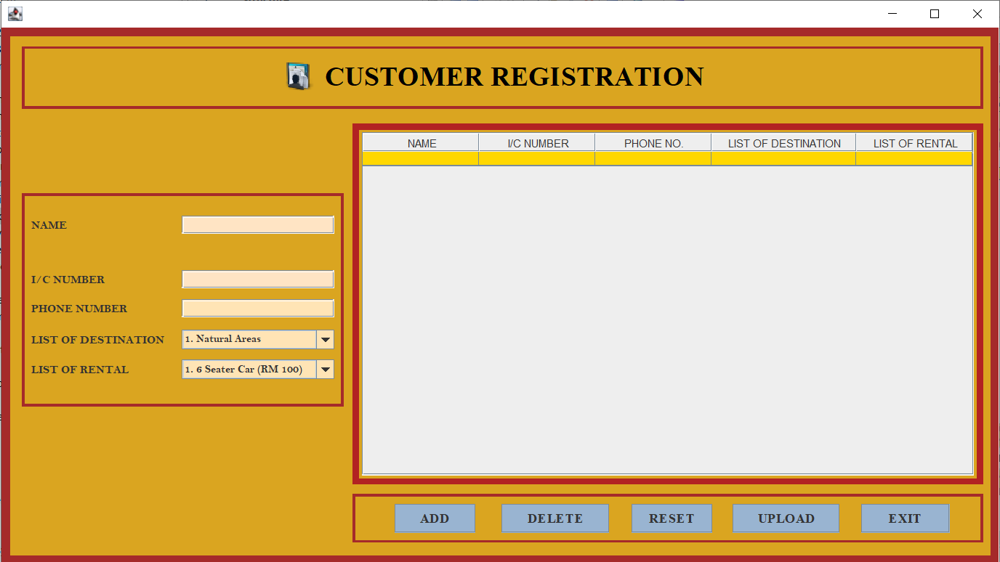 CUSTOMER REGISTRATION
NAME I/C NUMBER PHONE NO. LIST OF DESTINATION LIST OF RENTAL
NAME
I/C NUMBER
PHONE NUMBER
LIST OF DESTINATION 1. Natural Areas
LIST OF RENTAL 1. 6 Seater Car (RM 100)
ADD DELETE RESET UPLOAD EXIT